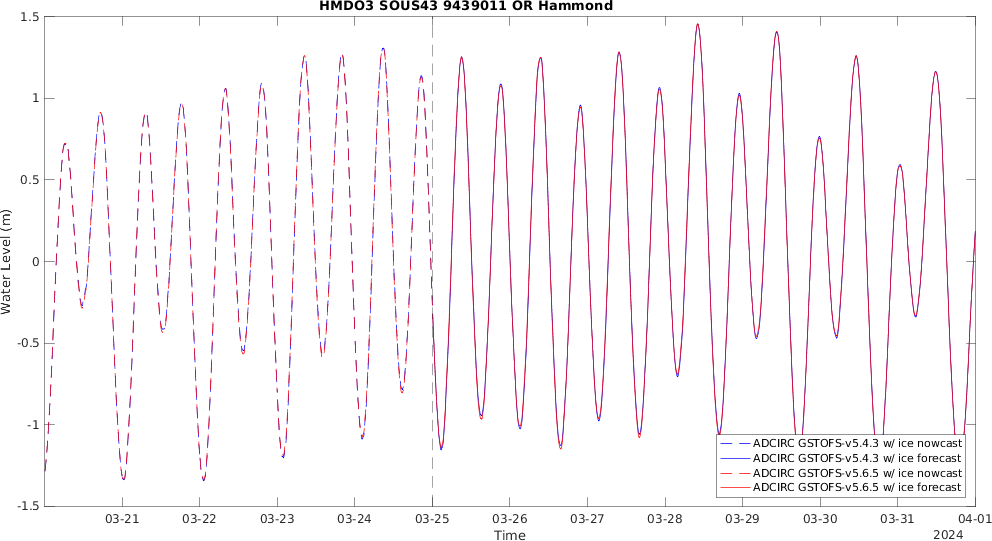 HMDO3 SOUS43 9439011 OR Hammond
1.5
1
0.5
0
-0.5
-1
-1.5
Water Level (m)
03-21 03-22 03-23 03-24 03-25 03-26 03-27 03-28 03-29 03-30 03-31 04-01
Time
2024
ADCIRC GSTOFS-v5.4.3 w/ ice nowcast
ADCIRC GSTOFS-v5.4.3 w/ ice forecast
ADCIRC GSTOFS-v5.6.5 w/ ice nowcast
ADCIRC GSTOFS-v5.6.5 w/ ice forecast